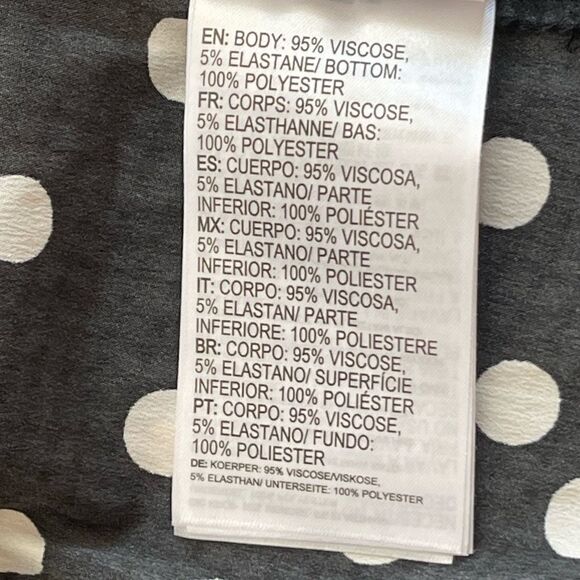 EN: BODY: 95% VISCOSE,
5% ELASTANE/ BOTTOM:
100% POLYESTER
FR: CORPS: 95% VISCOSE,
5% ELASTHANNE/ BAS:
100% POLYESTER
ES: CUERPO: 95% VISCOSA,
5% ELASTANO/ PARTE
INFERIOR: 100% POLIÉSTER
MX: CUERPO: 95% VISCOSA,
5% ELASTANO/ PARTE
INFERIOR: 100% POLIESTER
IT: CORPO: 95% VISCOSA,
5% ELASTAN/ PARTE
INFERIORE: 100% POLIESTERE
BR: CORPO: 95% VISCOSE,
5% ELASTANO/ SUPERFÍCIE
INFERIOR: 100% POLIÉSTER
PT: CORPO: 95% VISCOSE,
5% ELASTANO/ FUNDO:
100% POLIESTER
DE: KOERPER: 95% VISCOSE/VISKOSE,
5% ELASTHAN/ UNTERSEITE: 100% POLYESTER